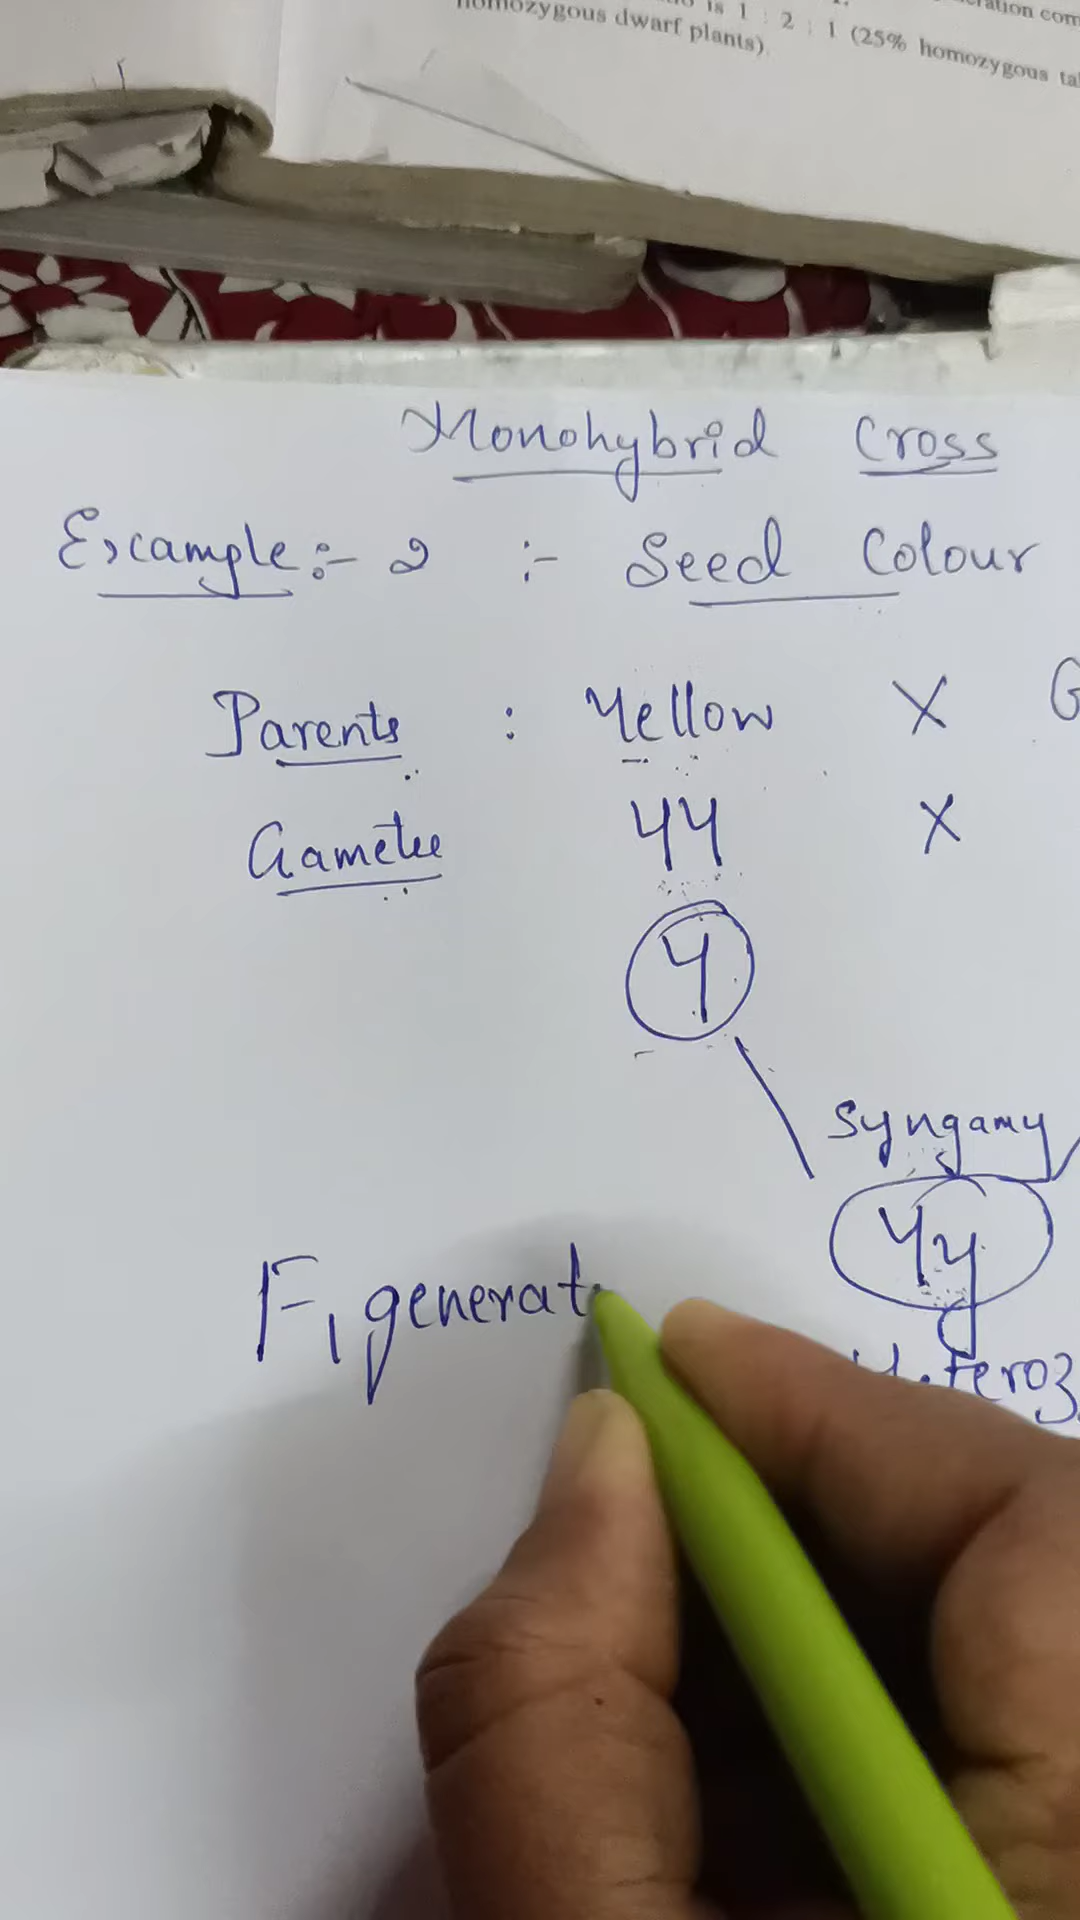 is 1 : 2 : 1 (25% homozygous
homozygous dwarf plants).
Monohybrid Cross
Example:- 2 :- Seed Colour
Parents : Yellow X G
Gamete YY X
Y
Syngamy
Yy
F1 generat